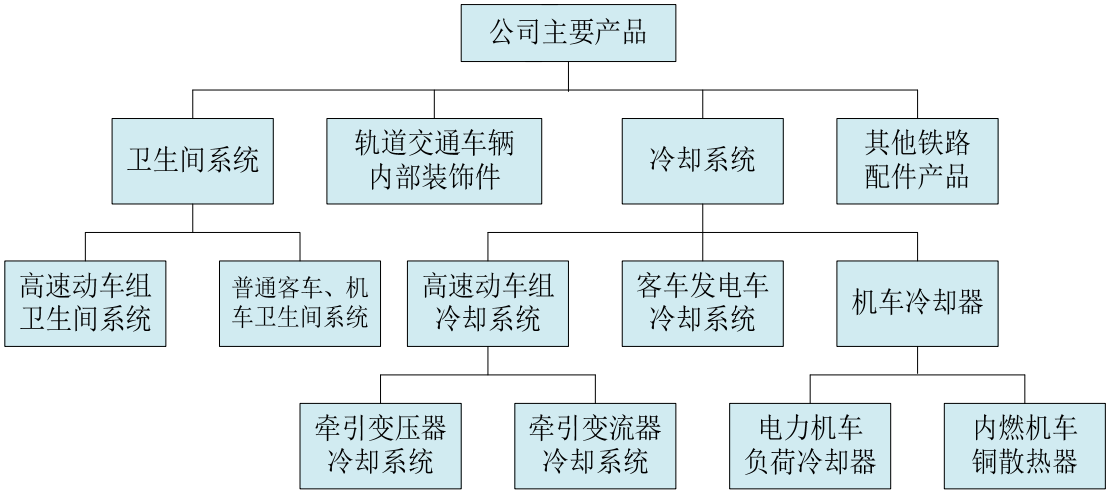 公司主要产品
卫生间系统
轨道交通车辆
内部装饰件
冷却系统
其他铁路
配件产品
高速动车组
卫生间系统
普通客车、机
车卫生间系统
高速动车组
冷却系统
客车发电车
冷却系统
机车冷却器
牵引变压器
冷却系统
牵引变流器
冷却系统
电力机车
负荷冷却器
内燃机车
铜散热器